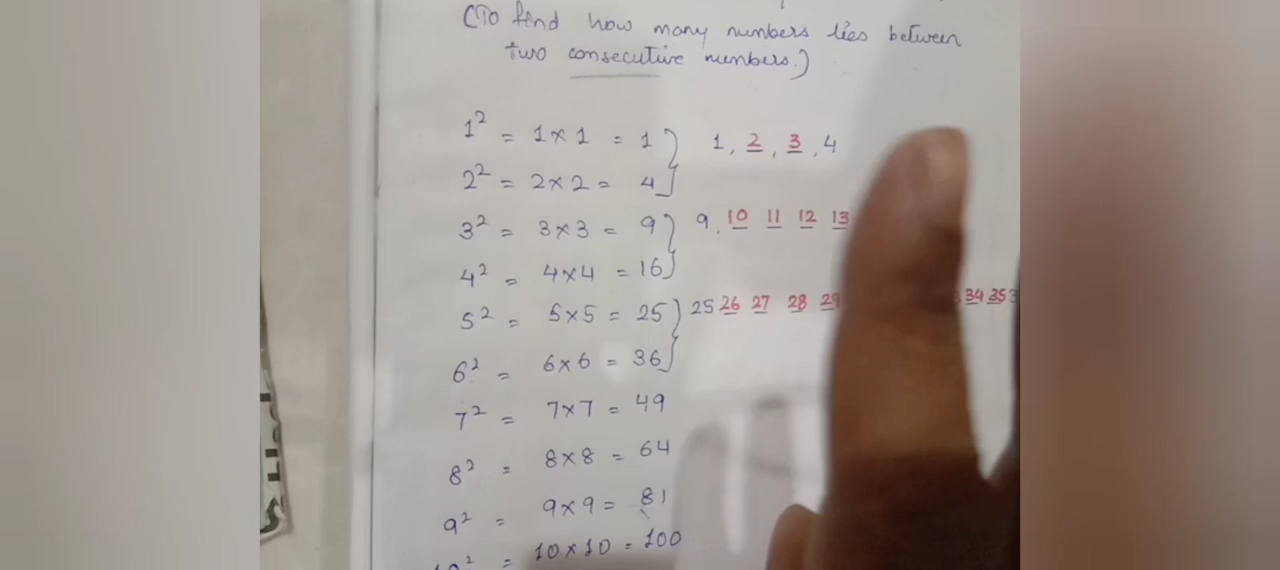 (To find how many numbers lies between
two consecutive numbers.)
1² = 1×1 = 1 } 1, 2, 3, 4
2² = 2×2 = 4
3² = 3×3 = 9 } 9, 10 11 12 13
4² = 4×4 = 16
5² = 5×5 = 25 } 25 26 27 28 29 34 35
6² = 6×6 = 36
7² = 7×7 = 49
8² = 8×8 = 64
9² = 9×9 = 81
10² = 10×10 = 100